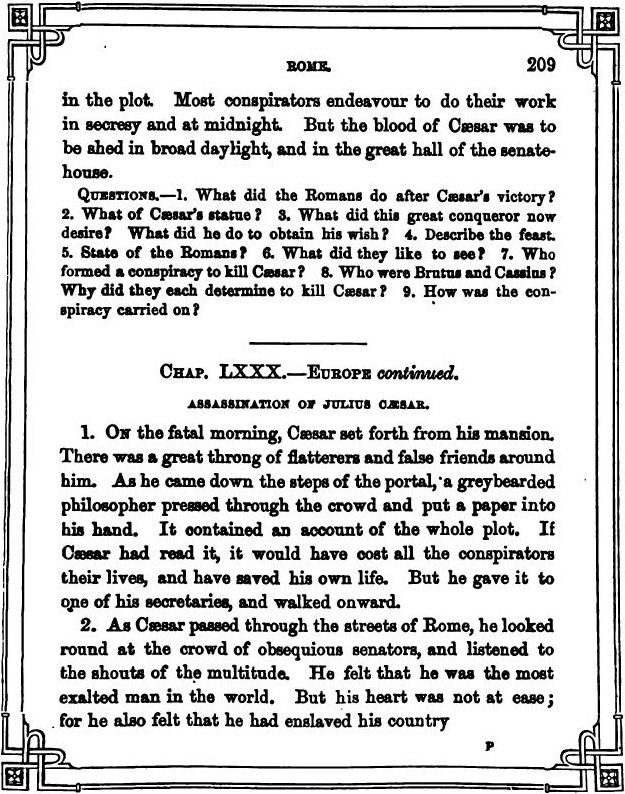 ROME.
209
in the plot. Most conspirators endeavour to do their work
in secresy and at midnight. But the blood of Cæsar was to
be shed in broad daylight, and in the great hall of the senate-
house.
QUESTIONS.—1. What did the Romans do after Cæsar's victory?
2. What of Cæsar's statue? 3. What did this great conqueror now
desire? What did he do to obtain his wish? 4. Describe the feast.
5. State of the Romans? 6. What did they like to see? 7. Who
formed a conspiracy to kill Cæsar? 8. Who were Brutus and Cassius?
Why did they each determine to kill Cæsar? 9. How was the con-
spiracy carried on?
CHAP. LXXX.—EUROPE continued.
ASSASSINATION OF JULIUS CÆSAR.
1. ON the fatal morning, Cæsar set forth from his mansion.
There was a great throng of flatterers and false friends around
him. As he came down the steps of the portal, a greybearded
philosopher pressed through the crowd and put a paper into
his hand. It contained an account of the whole plot. If
Cæsar had read it, it would have cost all the conspirators
their lives, and have saved his own life. But he gave it to
one of his secretaries, and walked onward.
2. As Cæsar passed through the streets of Rome, he looked
round at the crowd of obsequious senators, and listened to
the shouts of the multitude. He felt that he was the most
exalted man in the world. But his heart was not at ease;
for he also felt that he had enslaved his country
P